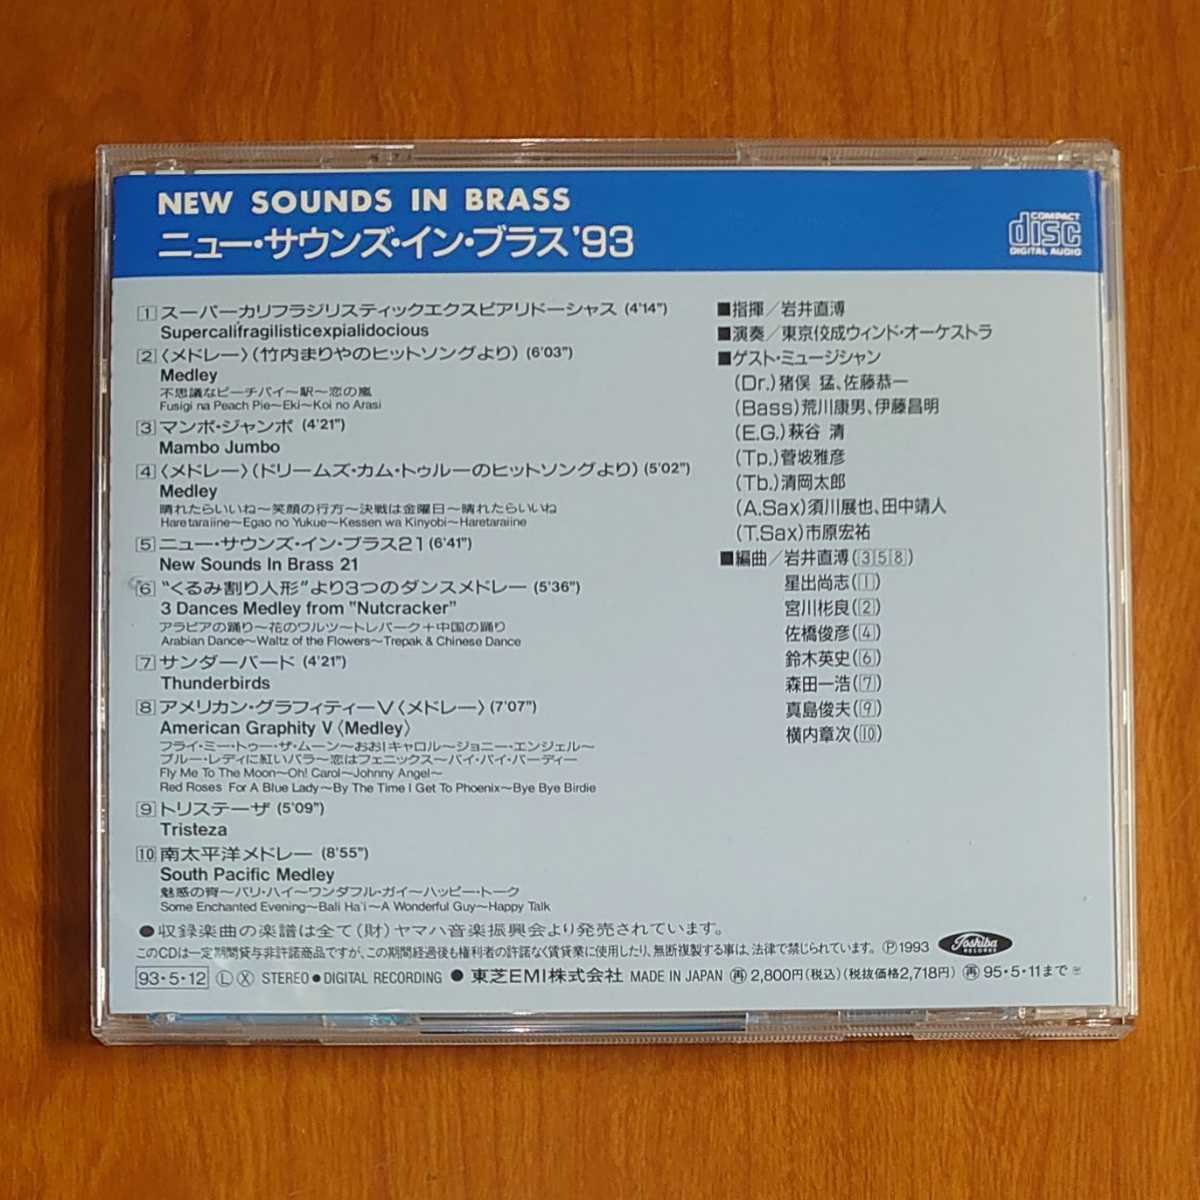 NEW SOUNDS IN BRASS
ニュー・サウンズ・イン・ブラス'93
COMPACT
disc
DIGITAL AUDIO
1 スーパーカリフラジリスティックエクスピアリドーシャス (4'14")
Supercalifragilisticexpialidocious
2 〈メドレー〉(竹内まりやのヒットソングより) (6'03")
Medley
不思議なピーチパイ～駅～恋の嵐
Fusigi na Peach Pie～Eki～Koi no Arasi
3 マンボ・ジャンボ (4'21")
Mambo Jumbo
4 〈メドレー〉(ドリームズ・カム・トゥルーのヒットソングより) (5'02")
Medley
晴れたらいいね～笑顔の行方～決戦は金曜日～晴れたらいいね
Haretaraiine～Egao no Yukue～Kessen wa Kinyobi～Haretaraiine
5 ニュー・サウンズ・イン・ブラス21 (6'41")
New Sounds In Brass 21
6 "くるみ割り人形"より3つのダンスメドレー (5'36")
3 Dances Medley from "Nutcracker"
アラビアの踊り～花のワルツ～トレパーク+中国の踊り
Arabian Dance～Waltz of the Flowers～Trepak & Chinese Dance
7 サンダーバード (4'21")
Thunderbirds
8 アメリカン・グラフィティーV〈メドレー〉(7'07")
American Graphity V 〈Medley〉
フライ・ミー・トゥー・ザ・ムーン～おお!キャロル～ジョニー・エンジェル～
ブルー・レディに紅いバラ～恋はフェニックス～バイ・バイ・バーディー
Fly Me To The Moon～Oh! Carol～Johnny Angel～
Red Roses For A Blue Lady～By The Time I Get To Phoenix～Bye Bye Birdie
9 トリステーザ (5'09")
Tristeza
10 南太平洋メドレー (8'55")
South Pacific Medley
魅惑の宵～バリ・ハイ～ワンダフル・ガイ～ハッピー・トーク
Some Enchanted Evening～Bali Ha'i～A Wonderful Guy～Happy Talk
■指揮/岩井直溥
■演奏/東京佼成ウィンド・オーケストラ
■ゲスト・ミュージシャン
(Dr.)猪俣 猛、佐藤恭一
(Bass)荒川康男、伊藤昌明
(E.G.)萩谷 清
(Tp.)菅坡雅彦
(Tb.)清岡太郎
(A.Sax)須川展也、田中靖人
(T.Sax)市原宏祐
■編曲/岩井直溥(3 5 8)
星出尚志(1)
宮川彬良(2)
佐橋俊彦(4)
鈴木英史(6)
森田一浩(7)
真島俊夫(9)
横内章次(10)
●収録楽曲の楽譜は全て(財)ヤマハ音楽振興会より発売されています。
このCDは一定期間貸与非許諾商品ですが、この期間経過後も権利者の許諾なく賃貸業に使用したり、無断複製する事は、法律で禁じられています。 Ⓟ1993
Toshiba
RECORDS
93・5・12 Ⓛ Ⓧ STEREO●DIGITAL RECORDING ●東芝EMI株式会社 MADE IN JAPAN 再 2,800円(税込)(税抜価格2,718円) 再 95・5・11まで